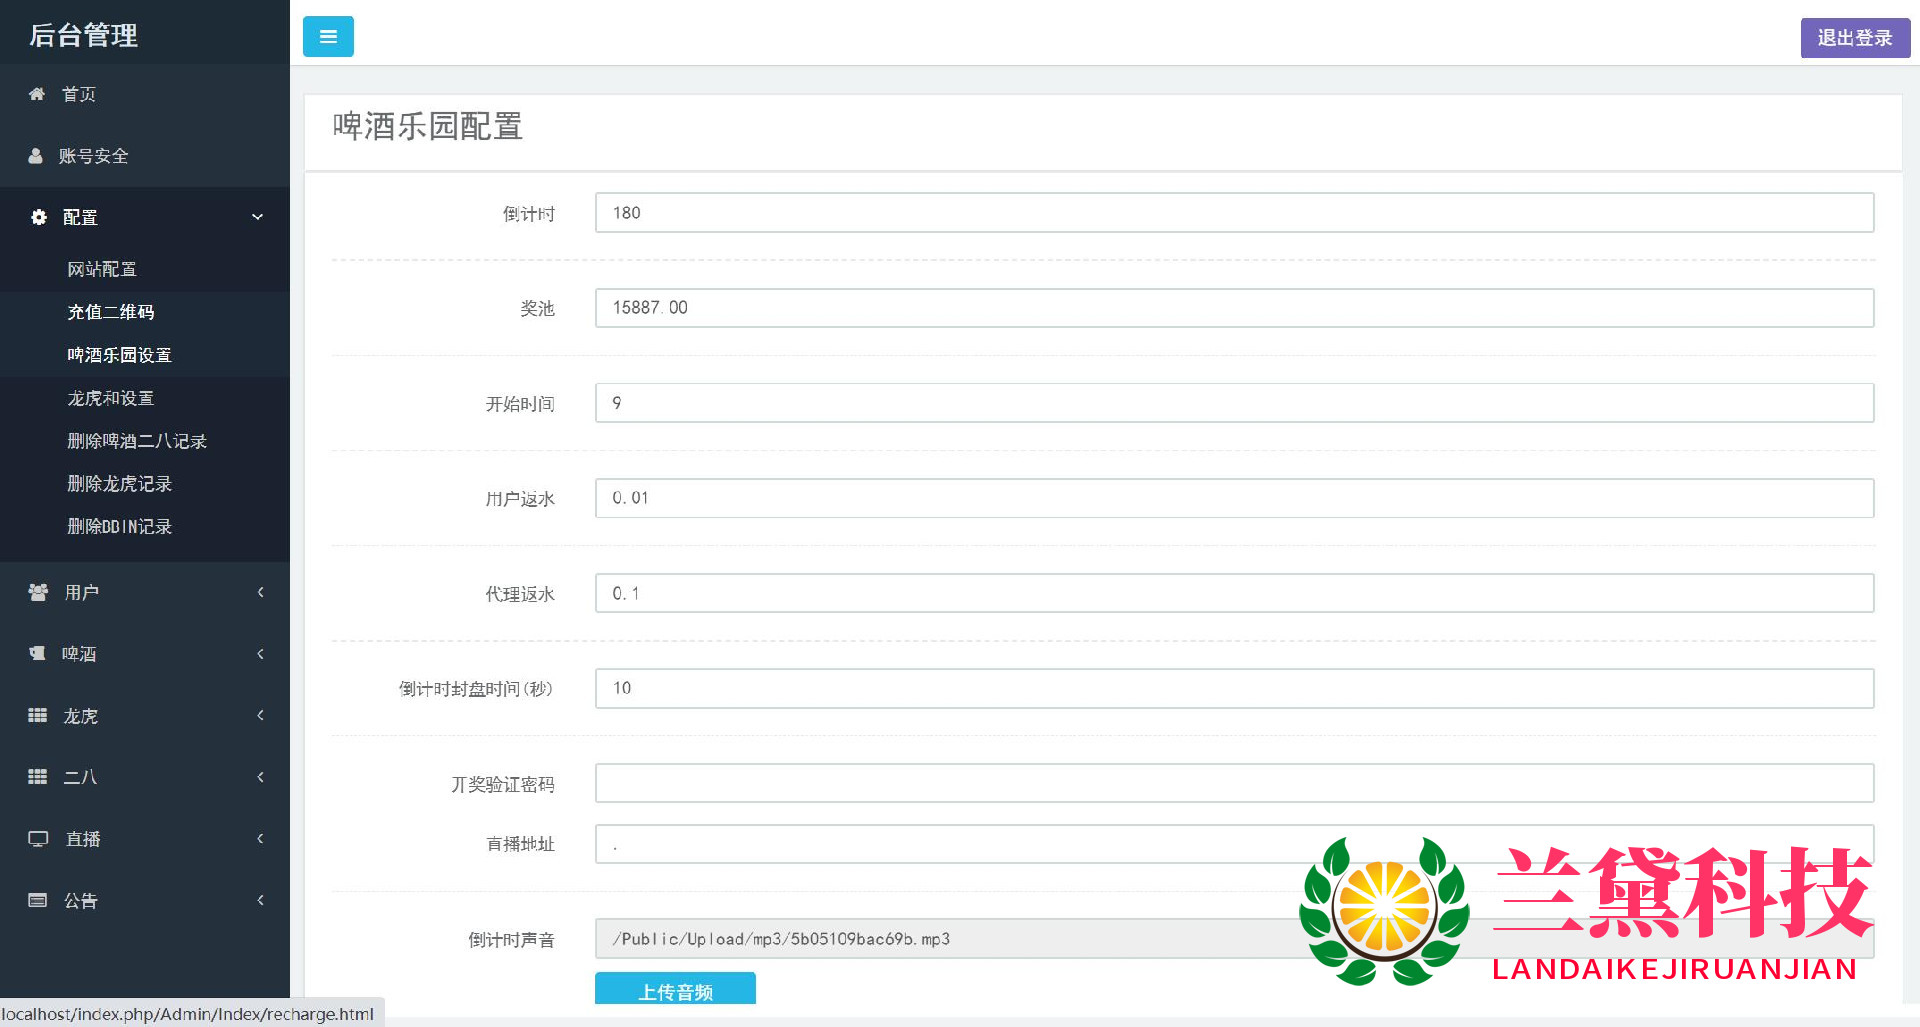 后台管理
退出登录
首页
账号安全
配置
网站配置
充值二维码
啤酒乐园设置
龙虎和设置
删除啤酒二八记录
删除龙虎记录
删除BBIN记录
用户
啤酒
龙虎
二八
直播
公告
啤酒乐园配置
倒计时 180
奖池 15887.00
开始时间 9
用户返水 0.01
代理返水 0.1
倒计时封盘时间(秒) 10
开奖验证密码
直播地址 .
倒计时声音 /Public/Upload/mp3/5b05109bac69b.mp3
上传音频
兰黛科技
LANDAIKEJIRUANJIAN
localhost/index.php/Admin/Index/recharge.html